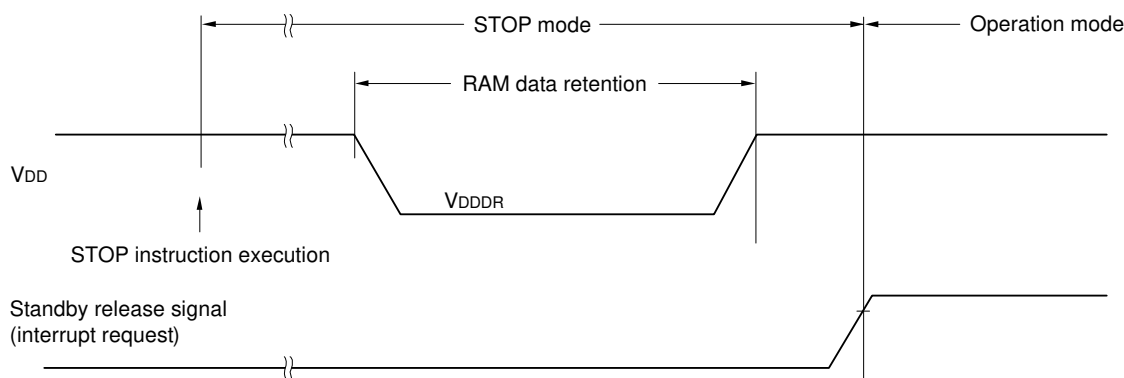 STOP mode
Operation mode
RAM data retention
VDD
VDDDR
STOP instruction execution
Standby release signal
(interrupt request)